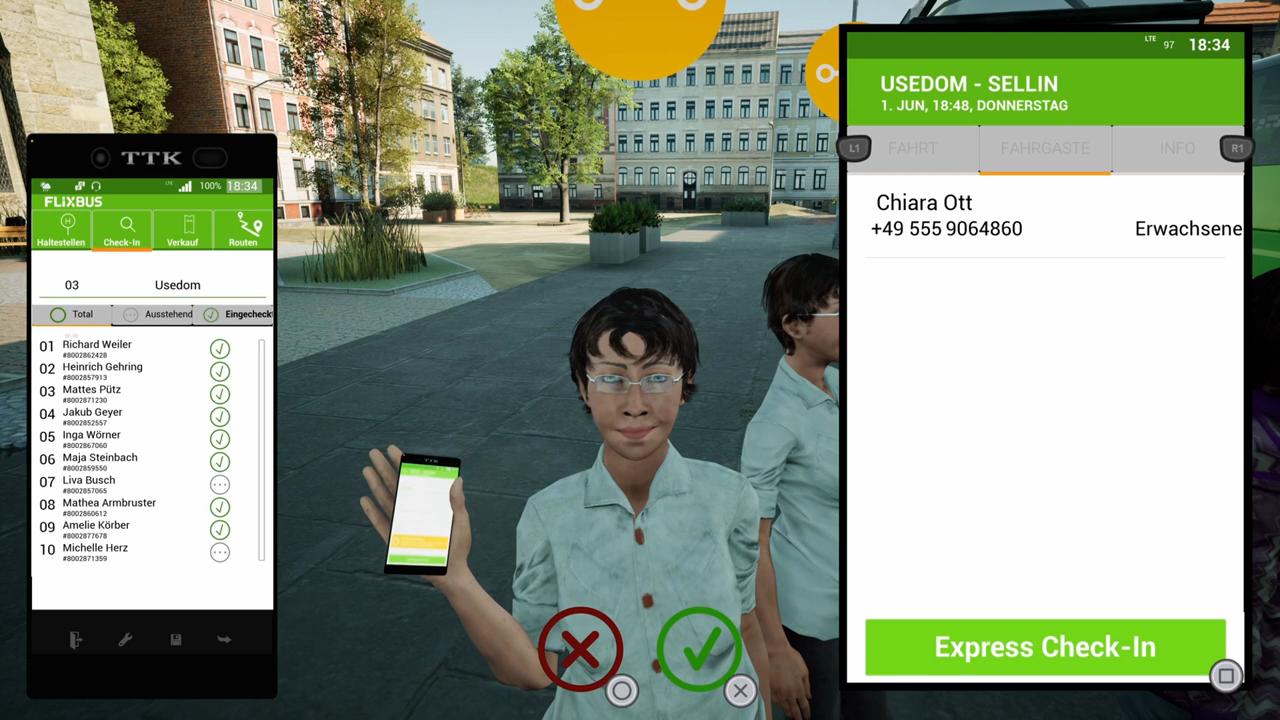 TTK
LTE
100%
18:34
FLiXBUS
H
Haltestellen
Check-In
Verkauf
Routen
03
Usedom
Total
Ausstehend
Eingecheckt
01 Richard Weiler
#8002862428
02 Heinrich Gehring
#8002857913
03 Mattes Pütz
#8002871230
04 Jakub Geyer
#8002852557
05 Inga Wörner
#8002867060
06 Maja Steinbach
#8002859550
07 Liva Busch
#8002857065
08 Mathea Armbruster
#8002860612
09 Amelie Körber
#8002877678
10 Michelle Herz
#8002871359
TTK
LTE 97 18:34
USEDOM - SELLIN
1. JUN, 18:48, DONNERSTAG
L1 FAHRT FAHRGÄSTE INFO R1
Chiara Ott
+49 555 9064860 Erwachsene
Express Check-In